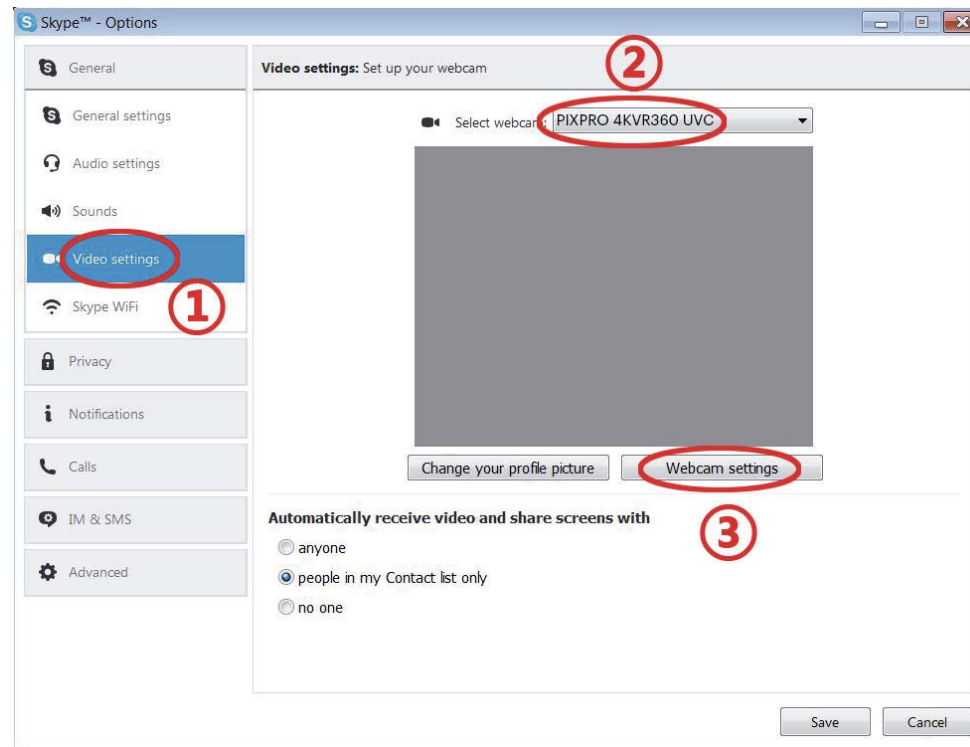 Skype™ - Options
General
General settings
Audio settings
Sounds
Video settings
1
Skype WiFi
Privacy
Notifications
Calls
IM & SMS
Advanced
Video settings: Set up your webcam
2
Select webcam: PIXPRO 4KVR360 UVC
Change your profile picture
Webcam settings
3
Automatically receive video and share screens with
anyone
people in my Contact list only
no one
Save
Cancel